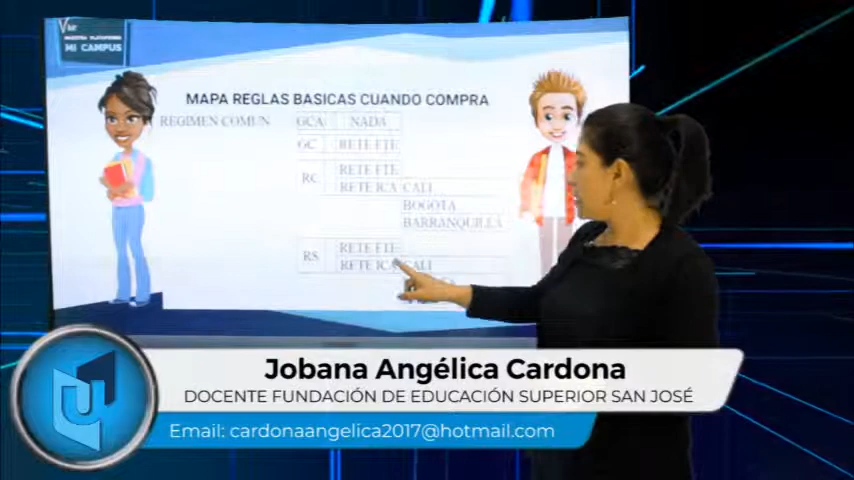 MI CAMPUS
MAPA REGLAS BASICAS CUANDO COMPRA
REGIMEN COMUN GCA NADA
GC RETE FTE
RC RETE FTE
RETE ICA CALI
BOGOTA
BARRANQUILLA
RS RETE FTE
RETE ICA CALI
Jobana Angélica Cardona
DOCENTE FUNDACIÓN DE EDUCACIÓN SUPERIOR SAN JOSÉ
Email: cardonaangelica2017@hotmail.com